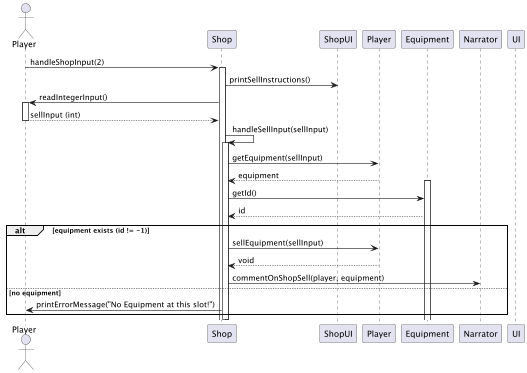 Player
Shop
ShopUI
Player
Equipment
Narrator
UI
handleShopInput(2)
printSellInstructions()
readIntegerInput()
sellInput (int)
handleSellInput(sellInput)
getEquipment(sellInput)
equipment
getId()
id
alt
[equipment exists (id != -1)]
sellEquipment(sellInput)
void
commentOnShopSell(player, equipment)
[no equipment]
printErrorMessage("No Equipment at this slot!")
Player
Shop
ShopUI
Player
Equipment
Narrator
UI